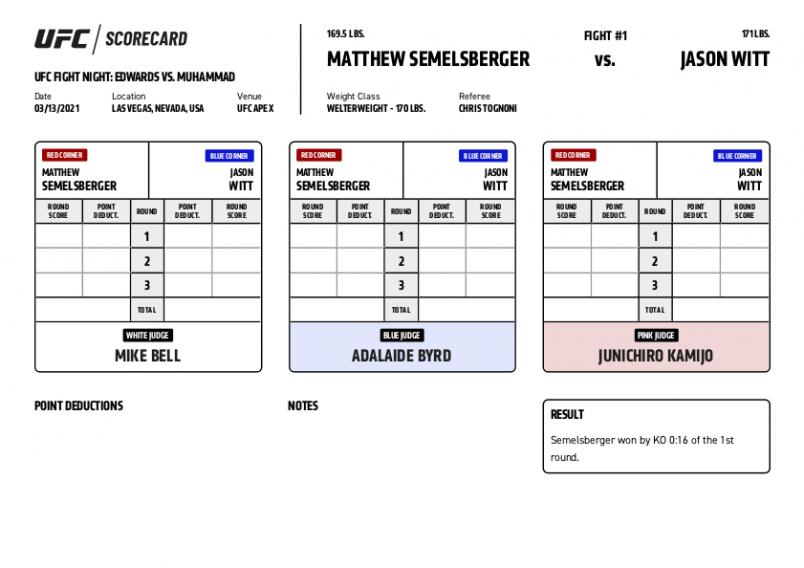 UFC / SCORECARD
UFC FIGHT NIGHT: EDWARDS VS. MUHAMMAD
Date Location Venue
03/13/2021 LAS VEGAS, NEVADA, USA UFC APEX
169.5 LBS. FIGHT #1 171 LBS.
MATTHEW SEMELSBERGER VS. JASON WITT
Weight Class Referee
WELTERWEIGHT - 170 LBS. CHRIS TOGNONI
RED CORNER BLUE CORNER
MATTHEW JASON
SEMELSBERGER WITT
ROUND POINT ROUND POINT ROUND
SCORE DEDUCT. DEDUCT. SCORE
1
2
3
TOTAL
WHITE JUDGE
MIKE BELL
RED CORNER BLUE CORNER
MATTHEW JASON
SEMELSBERGER WITT
ROUND POINT ROUND POINT ROUND
SCORE DEDUCT. DEDUCT. SCORE
1
2
3
TOTAL
BLUE JUDGE
ADALAIDE BYRD
RED CORNER BLUE CORNER
MATTHEW JASON
SEMELSBERGER WITT
ROUND POINT ROUND POINT ROUND
SCORE DEDUCT. DEDUCT. SCORE
1
2
3
TOTAL
PINK JUDGE
JUNICHIRO KAMIJO
POINT DEDUCTIONS
NOTES
RESULT
Semelsberger won by KO 0:16 of the 1st
round.